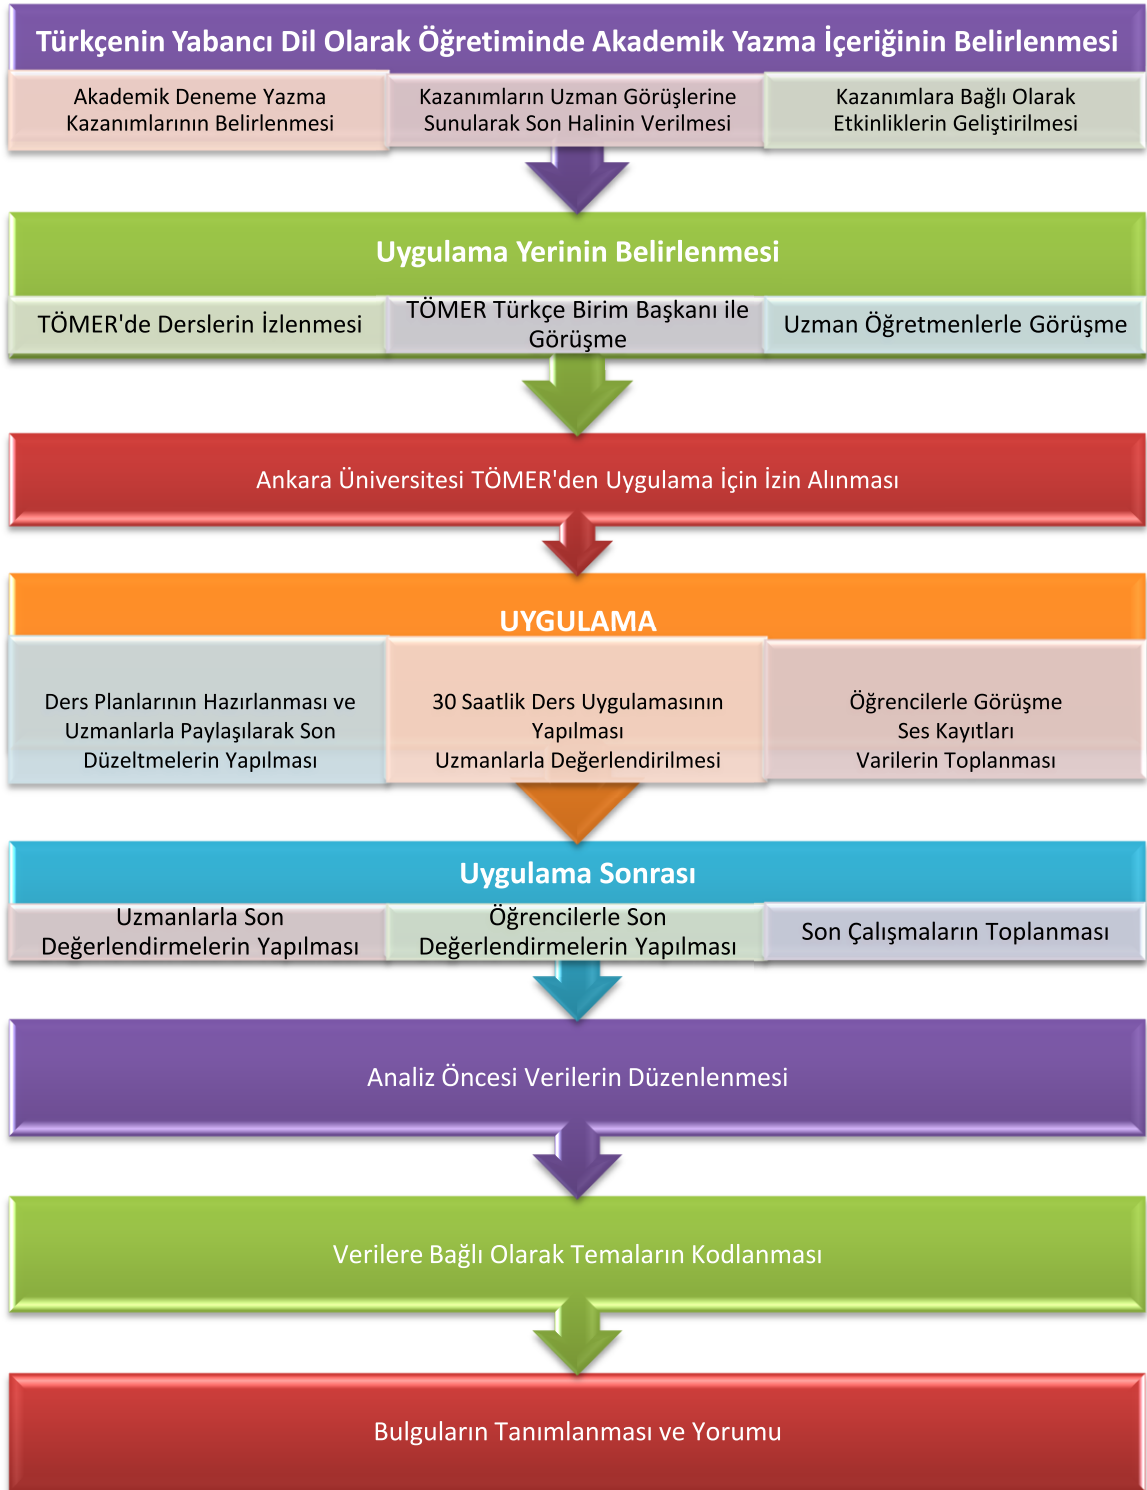 Türkçenin Yabancı Dil Olarak Öğretiminde Akademik Yazma İçeriğinin Belirlenmesi
Akademik Deneme Yazma
Kazanımlarının Belirlenmesi
Kazanımların Uzman Görüşlerine
Sunularak Son Halinin Verilmesi
Kazanımlara Bağlı Olarak
Etkinliklerin Geliştirilmesi
Uygulama Yerinin Belirlenmesi
TÖMER'de Derslerin İzlenmesi
TÖMER Türkçe Birim Başkanı ile
Görüşme
Uzman Öğretmenlerle Görüşme
Ankara Üniversitesi TÖMER'den Uygulama İçin İzin Alınması
UYGULAMA
Ders Planlarının Hazırlanması ve
Uzmanlarla Paylaşılarak Son
Düzeltmelerin Yapılması
30 Saatlik Ders Uygulamasının
Yapılması
Uzmanlarla Değerlendirilmesi
Öğrencilerle Görüşme
Ses Kayıtları
Varilerin Toplanması
Uygulama Sonrası
Uzmanlarla Son
Değerlendirmelerin Yapılması
Öğrencilerle Son
Değerlendirmelerin Yapılması
Son Çalışmaların Toplanması
Analiz Öncesi Verilerin Düzenlenmesi
Verilere Bağlı Olarak Temaların Kodlanması
Bulguların Tanımlanması ve Yorumu